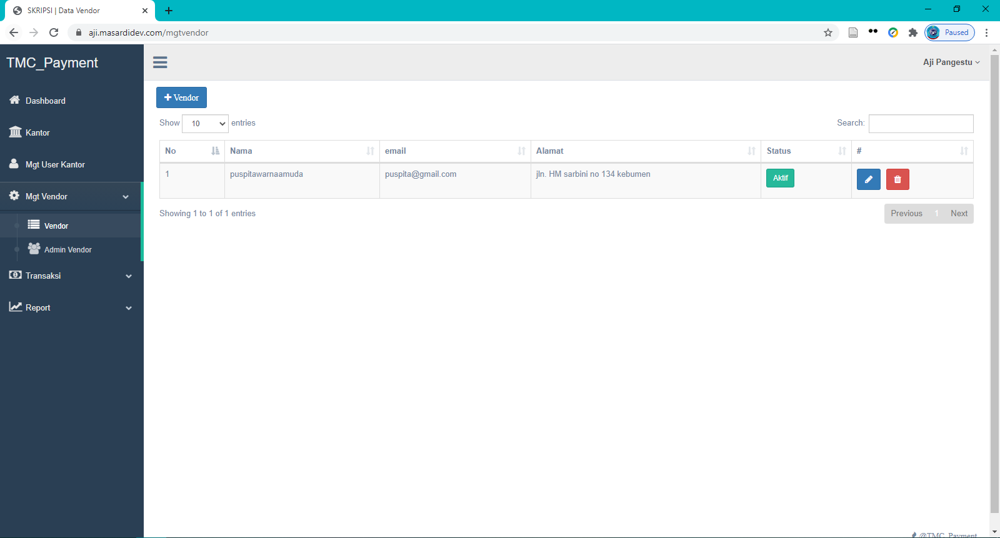 SKRIPSI | Data Vendor
aji.masardidev.com/mgtvendor
Paused
TMC_Payment
Aji Pangestu
Dashboard
Kantor
Mgt User Kantor
Mgt Vendor
Vendor
Admin Vendor
Transaksi
Report
Vendor
Show 10 entries
Search:
No Nama email Alamat Status #
1 puspitawarnaamuda puspita@gmail.com jln. HM sarbini no 134 kebumen Aktif
Showing 1 to 1 of 1 entries
Previous 1 Next
@TMC_Payment